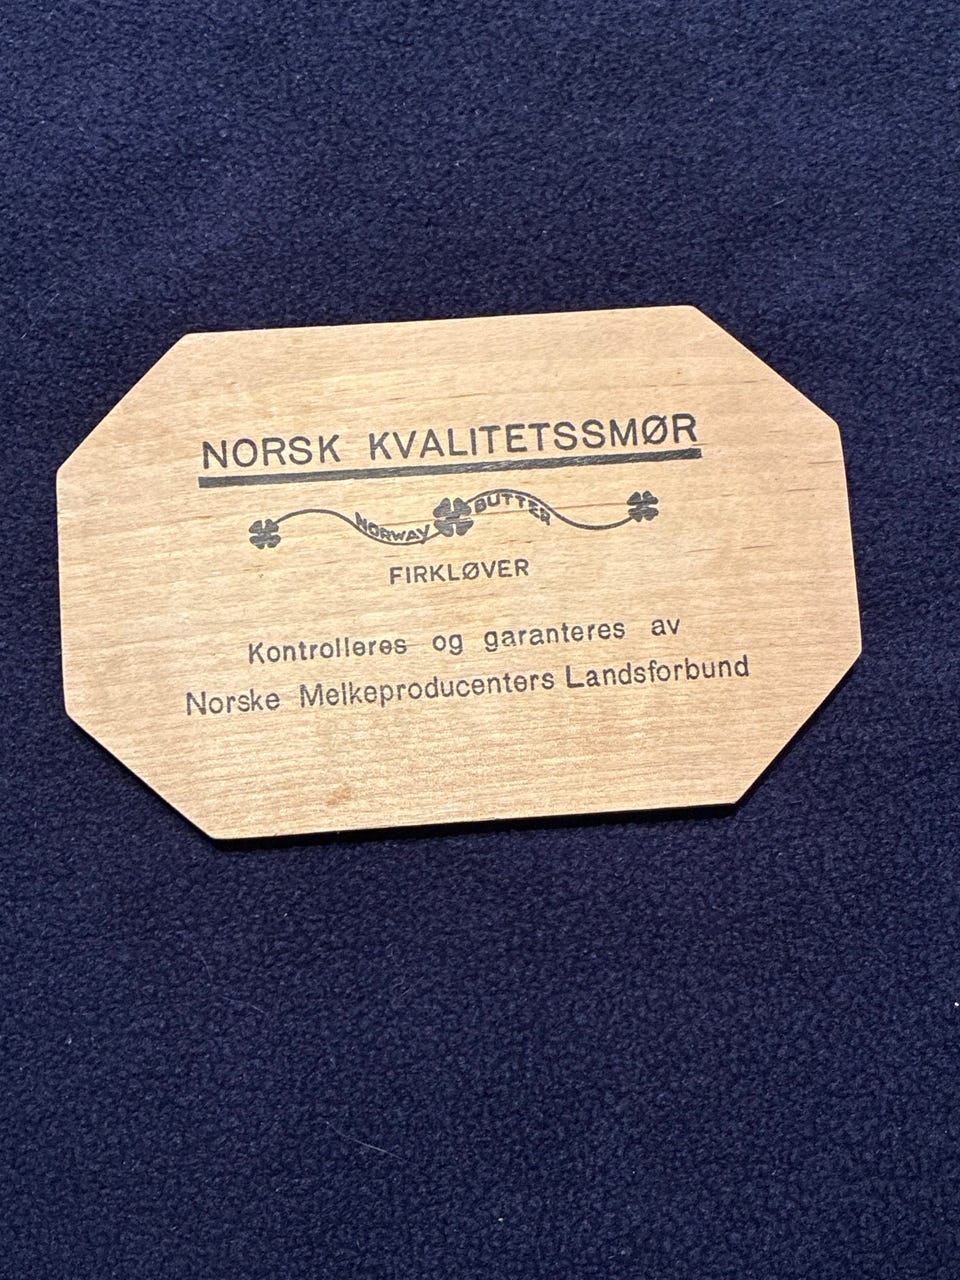 NORSK KVALITETSSMØR
NORWAY BUTTER
FIRKLØVER
Kontrolleres og garanteres av
Norske Melkeproducenters Landsforbund